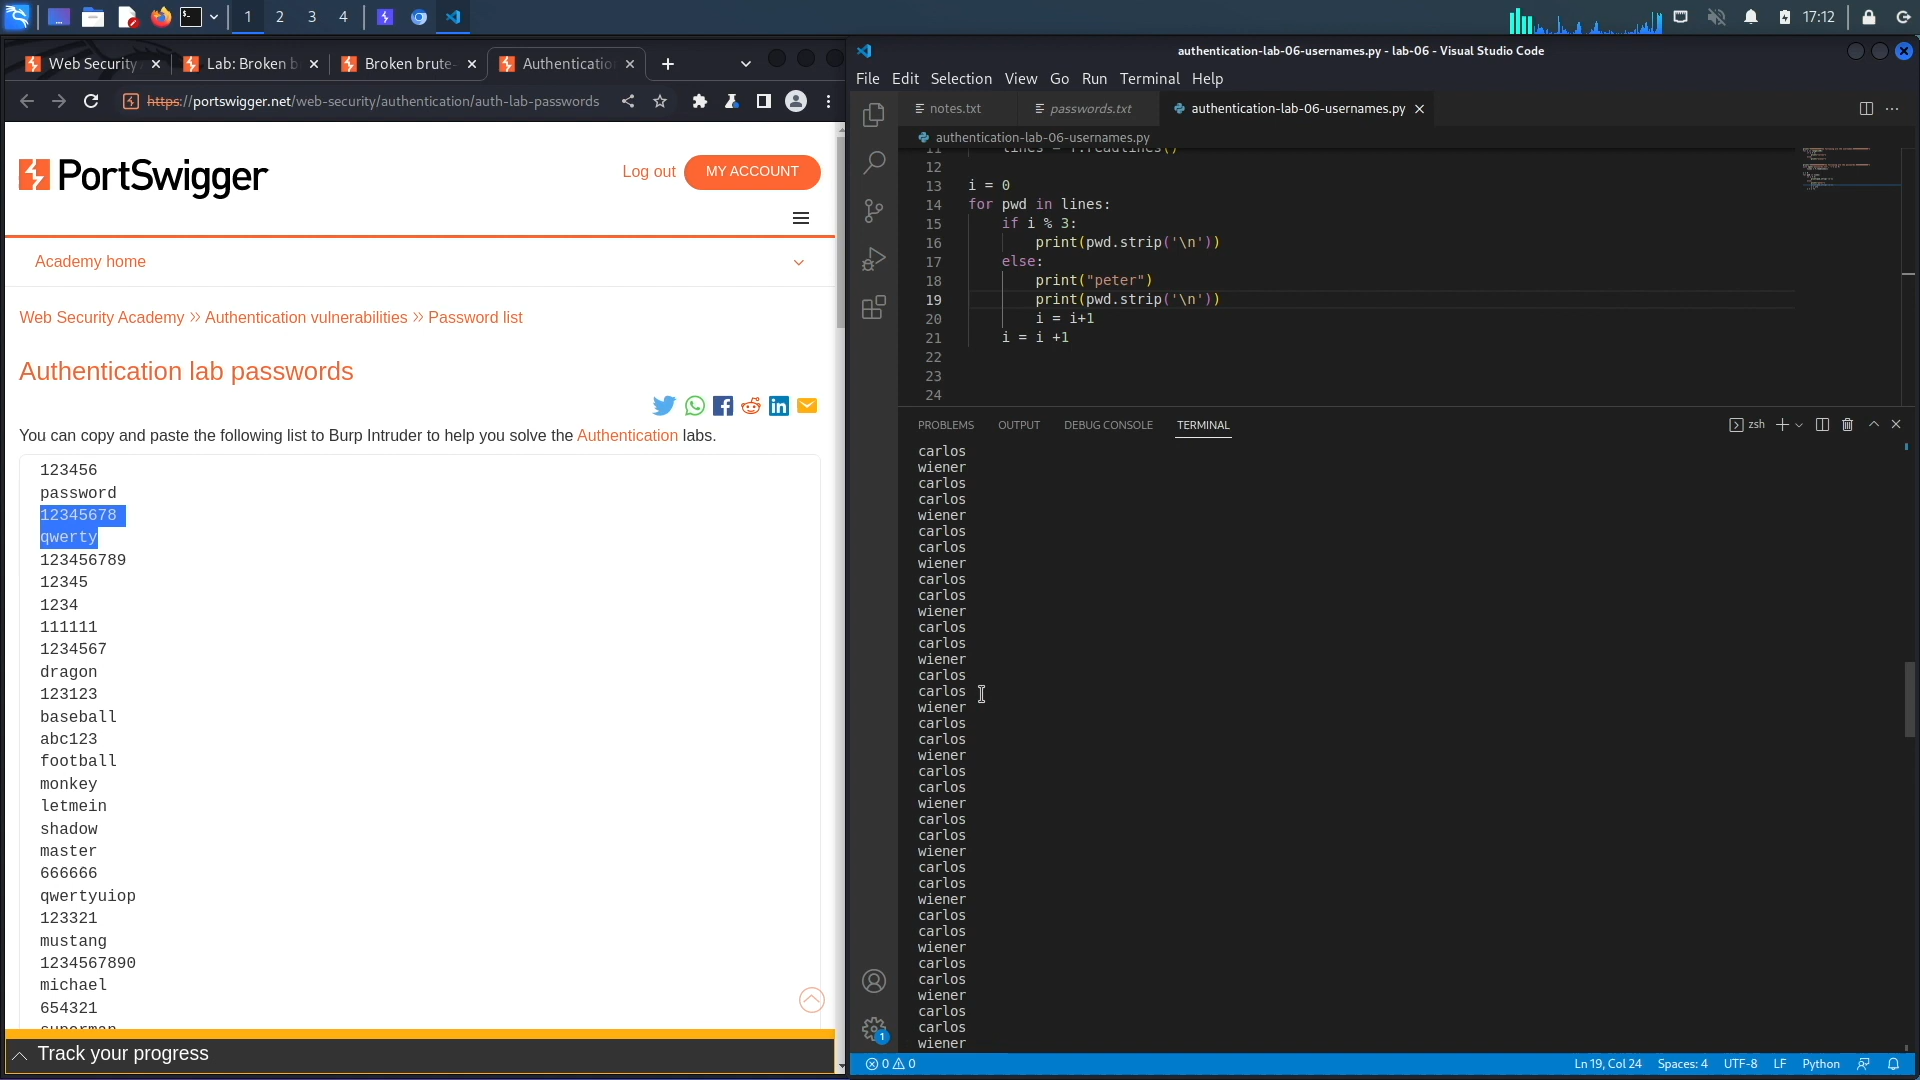 1
2
3
4
17:12
Web Security
Lab: Broken b
Broken brute-
Authenticatio
https://portswigger.net/web-security/authentication/auth-lab-passwords
PortSwigger
Log out
MY ACCOUNT
Academy home
Web Security Academy » Authentication vulnerabilities » Password list
Authentication lab passwords
You can copy and paste the following list to Burp Intruder to help you solve the Authentication labs.
123456
password
12345678
qwerty
123456789
12345
1234
111111
1234567
dragon
123123
baseball
abc123
football
monkey
letmein
shadow
master
666666
qwertyuiop
123321
mustang
1234567890
michael
654321
superman
Track your progress
authentication-lab-06-usernames.py - lab-06 - Visual Studio Code
File Edit Selection View Go Run Terminal Help
notes.txt
passwords.txt
authentication-lab-06-usernames.py
authentication-lab-06-usernames.py
11 lines = f.readlines()
12
13 i = 0
14 for pwd in lines:
15 if i % 3:
16 print(pwd.strip('\n'))
17 else:
18 print("peter")
19 print(pwd.strip('\n'))
20 i = i+1
21 i = i +1
22
23
24
PROBLEMS OUTPUT DEBUG CONSOLE TERMINAL
zsh
carlos
wiener
carlos
carlos
wiener
carlos
carlos
wiener
carlos
carlos
wiener
carlos
carlos
wiener
carlos
carlos
wiener
carlos
carlos
wiener
carlos
carlos
wiener
carlos
carlos
wiener
carlos
carlos
wiener
carlos
carlos
wiener
carlos
carlos
wiener
carlos
carlos
wiener
1
0 0
Ln 19, Col 24 Spaces: 4 UTF-8 LF Python